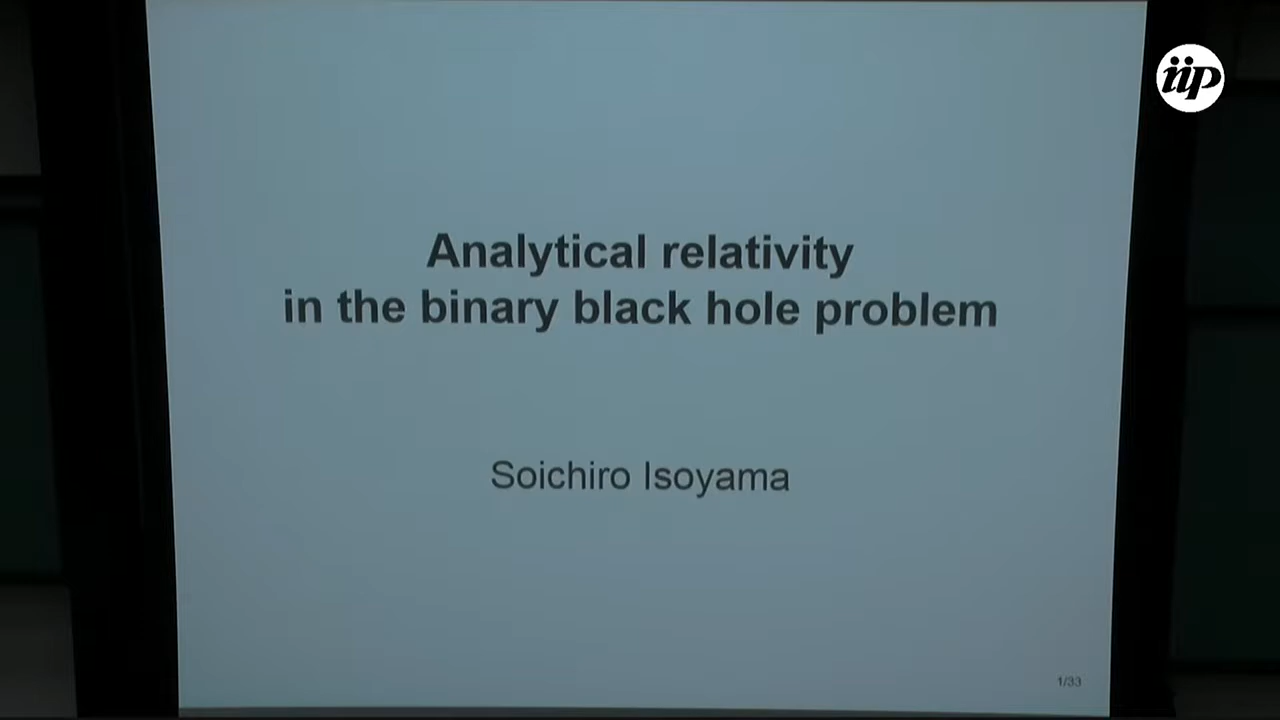 iip
Analytical relativity
in the binary black hole problem
Soichiro Isoyama
1/33